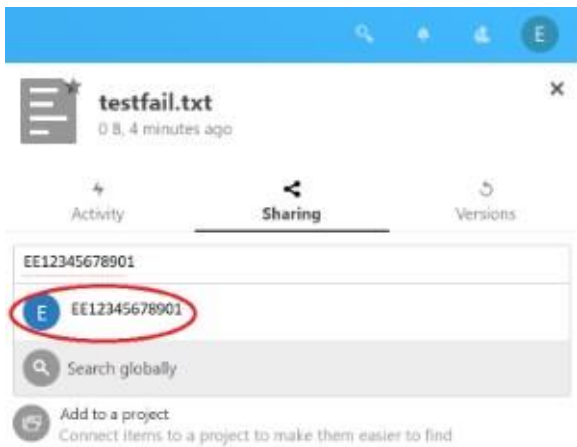 E
testfail.txt
0 B, 4 minutes ago
Activity
Sharing
Versions
EE12345678901
E EE12345678901
Search globally
Add to a project
Connect items to a project to make them easier to find